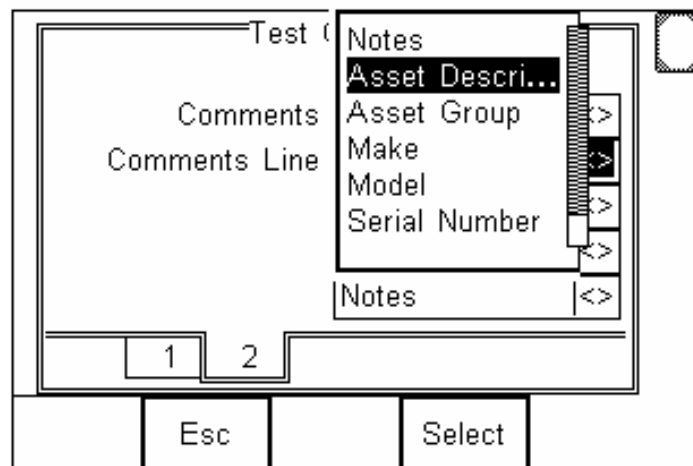 Test (
Notes
Asset Descri...
Comments Asset Group <>
Comments Line Make <>
Model <>
Serial Number <>
Notes <>
1 2
Esc Select